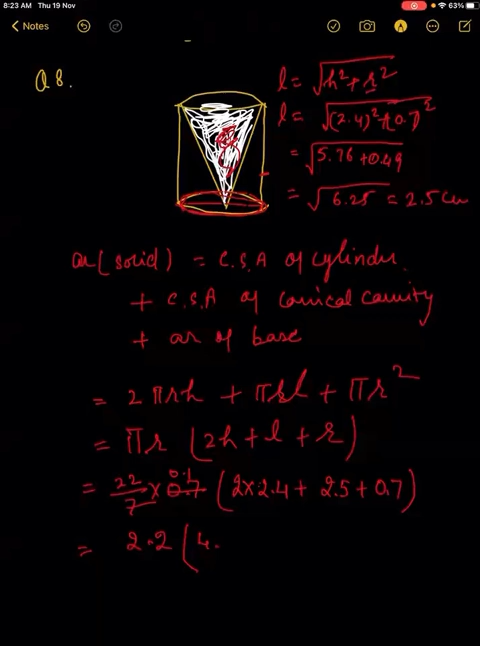 8:23 AM Thu 19 Nov
63%
Notes
Q8.
l = √h² + r²
l = √(2.4)² + (0.7)²
= √5.76 + 0.49
= √6.25 = 2.5 cm
ar (solid) = C.S.A of cylinder
+ C.S.A of conical cavity
+ ar of base
= 2πrh + πrl + πr²
= πr (2h + l + r)
= 22/7 × 0.7 0.1 (2×2.4 + 2.5 + 0.7)
= 2.2 (4.